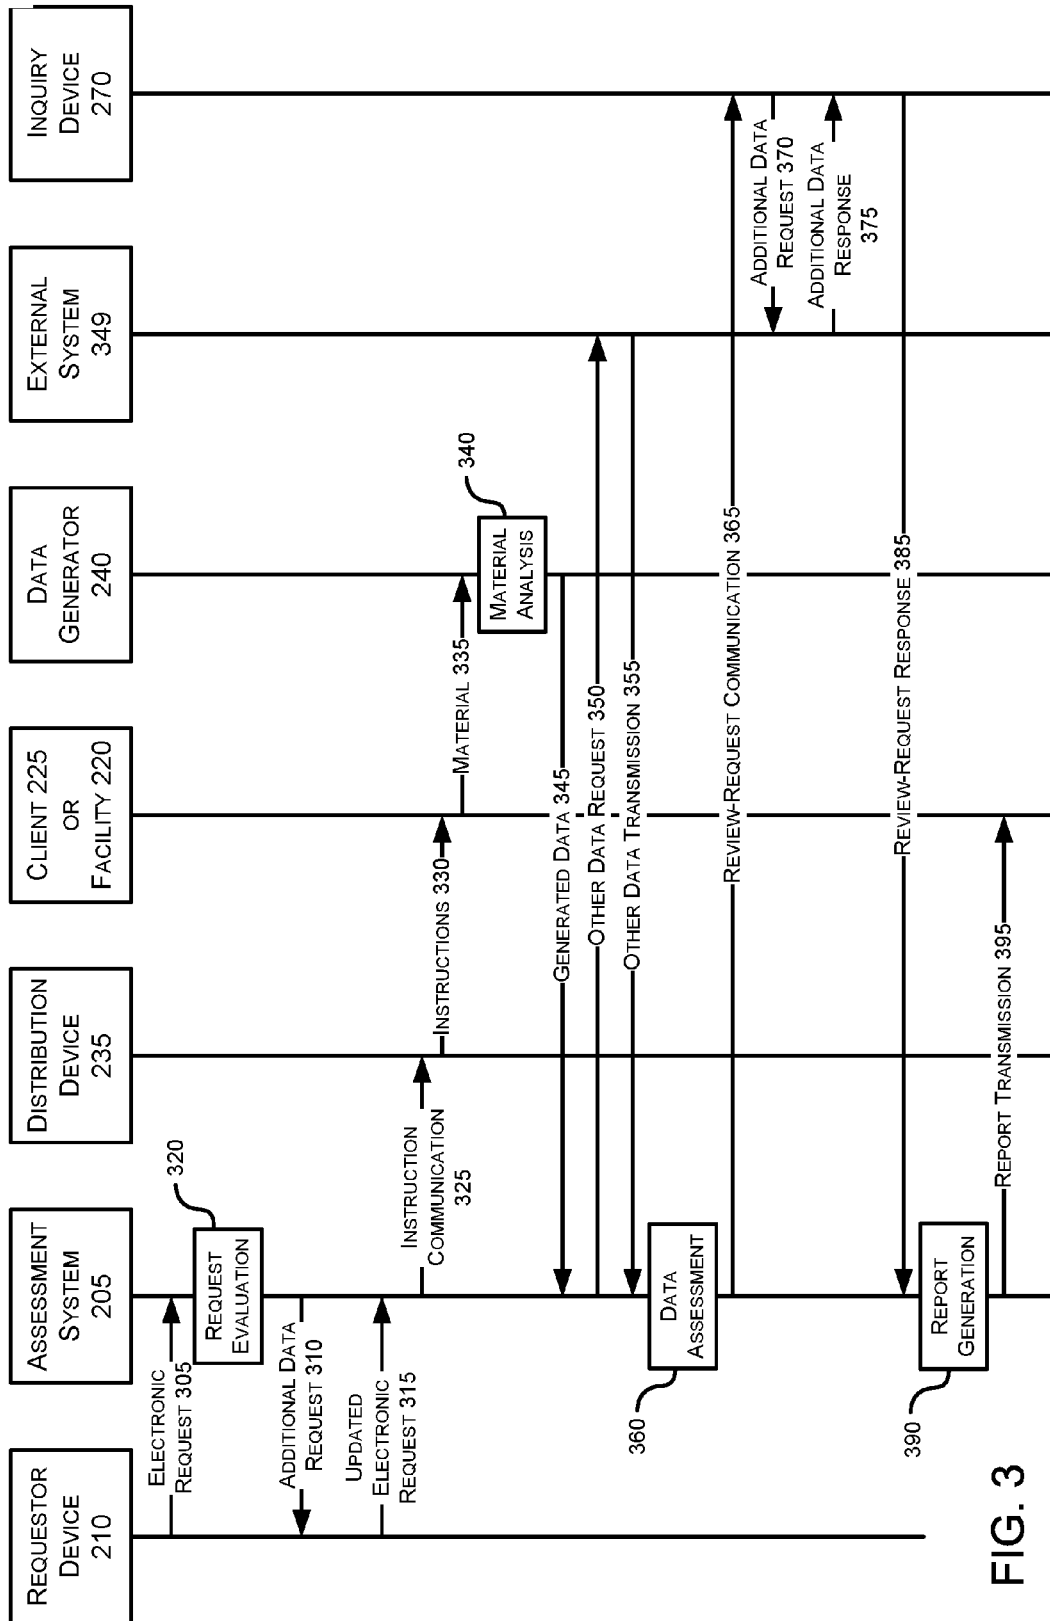 REQUESTOR
DEVICE
210
ASSESSMENT
SYSTEM
205
DISTRIBUTION
DEVICE
235
CLIENT 225
OR
FACILITY 220
DATA
GENERATOR
240
EXTERNAL
SYSTEM
349
INQUIRY
DEVICE
270
ELECTRONIC
REQUEST 305
320
REQUEST
EVALUATION
ADDITIONAL DATA
REQUEST 310
UPDATED
ELECTRONIC
REQUEST 315
INSTRUCTION
COMMUNICATION
325
INSTRUCTIONS 330
MATERIAL 335
340
MATERIAL
ANALYSIS
GENERATED DATA 345
OTHER DATA REQUEST 350
OTHER DATA TRANSMISSION 355
360
DATA
ASSESSMENT
REVIEW-REQUEST COMMUNICATION 365
ADDITIONAL DATA
REQUEST 370
ADDITIONAL DATA
RESPONSE
375
REVIEW-REQUEST RESPONSE 385
390
REPORT
GENERATION
REPORT TRANSMISSION 395
FIG. 3